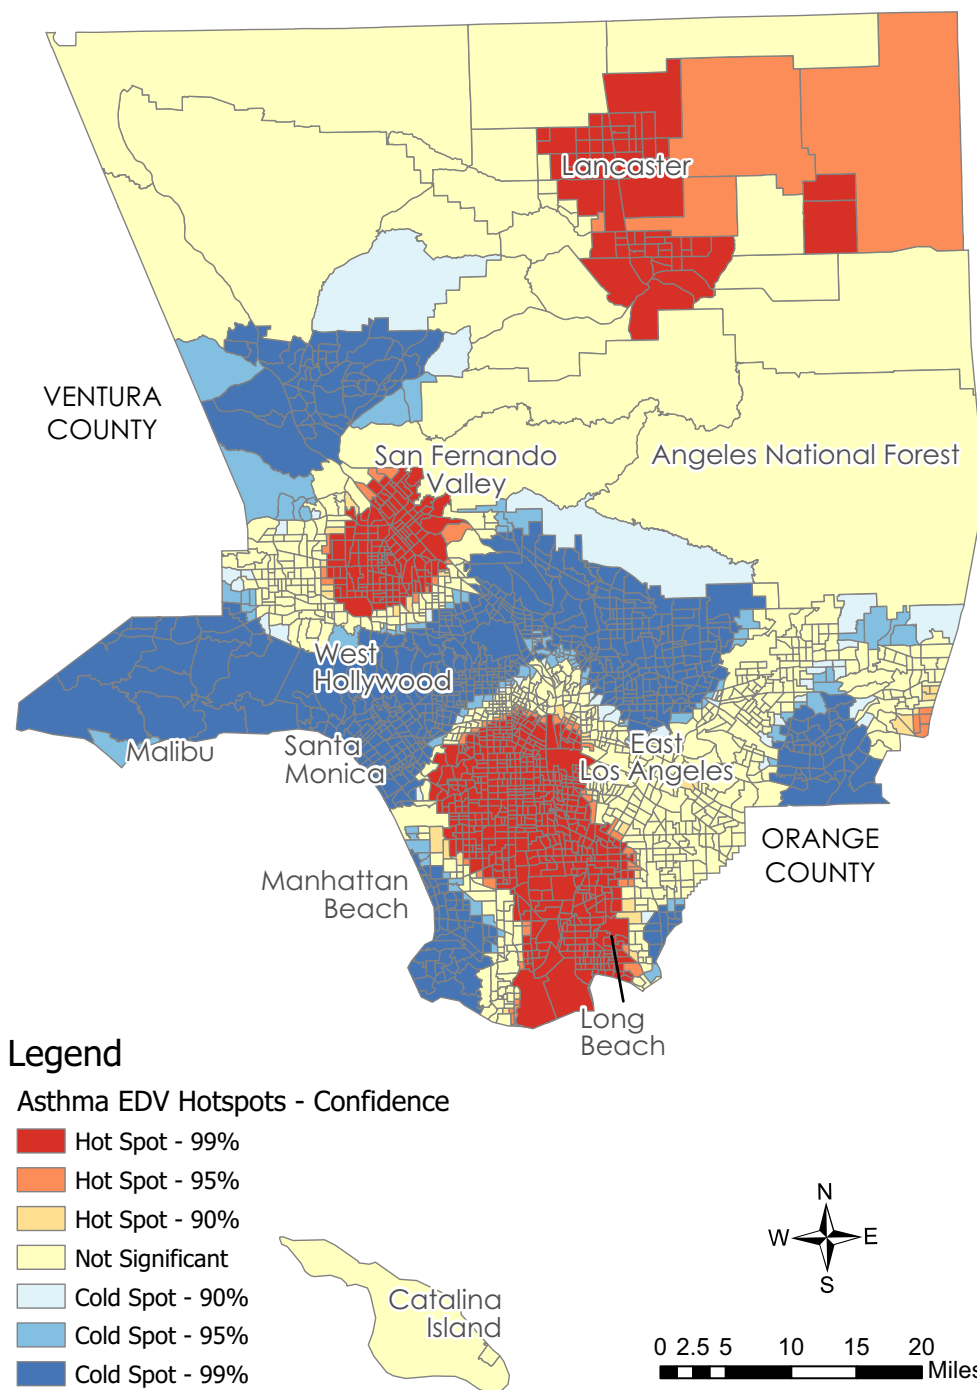 Lancaster
VENTURA
COUNTY
San Fernando
Valley
Angeles National Forest
West
Hollywood
Malibu
Santa
Monica
East
Los Angeles
ORANGE
COUNTY
Manhattan
Beach
Long
Beach
Legend
Asthma EDV Hotspots - Confidence
Hot Spot - 99%
Hot Spot - 95%
Hot Spot - 90%
Not Significant
Cold Spot - 90%
Cold Spot - 95%
Cold Spot - 99%
Catalina
Island
N
W E
S
0 2.5 5 10 15 20
Miles